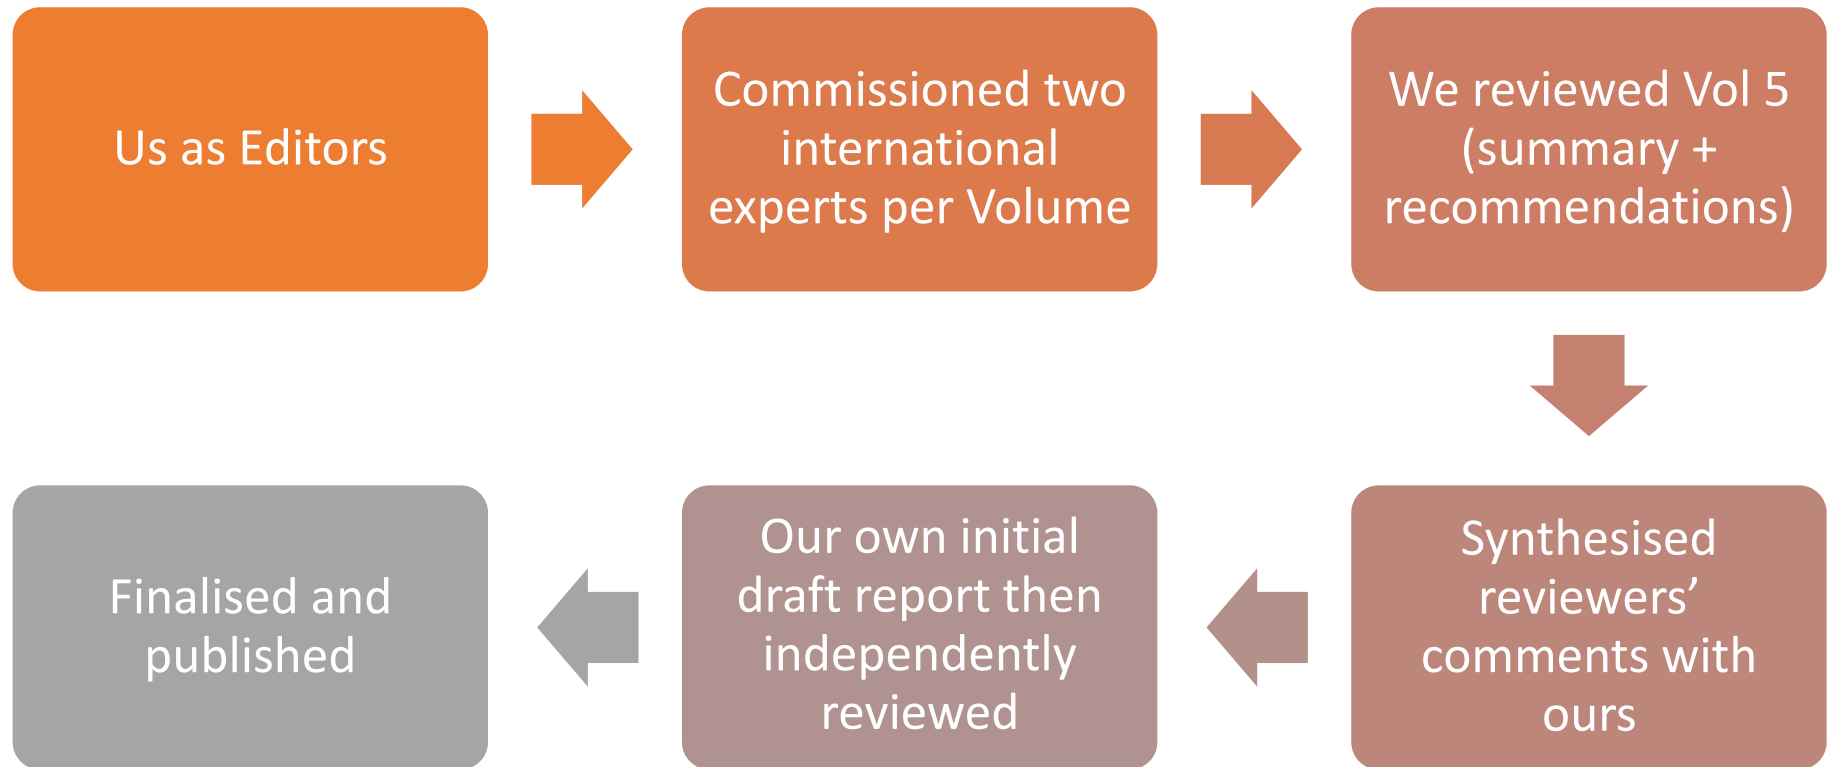 Us as Editors
Commissioned two
international
experts per Volume
We reviewed Vol 5
(summary +
recommendations)
Synthesised
reviewers’
comments with
ours
Our own initial
draft report then
independently
reviewed
Finalised and
published